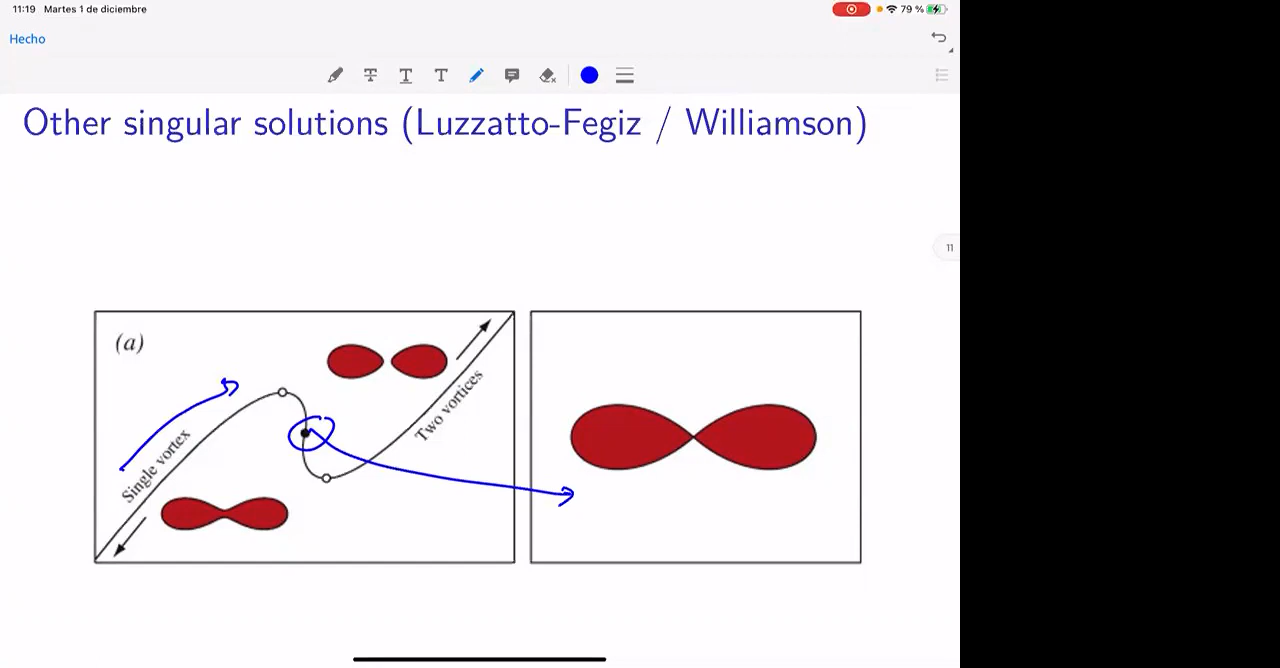 11:19 Martes 1 de diciembre
79 %
Hecho
T T T
Other singular solutions (Luzzatto-Fegiz / Williamson)
11
(a)
Single vortex
Two vortices